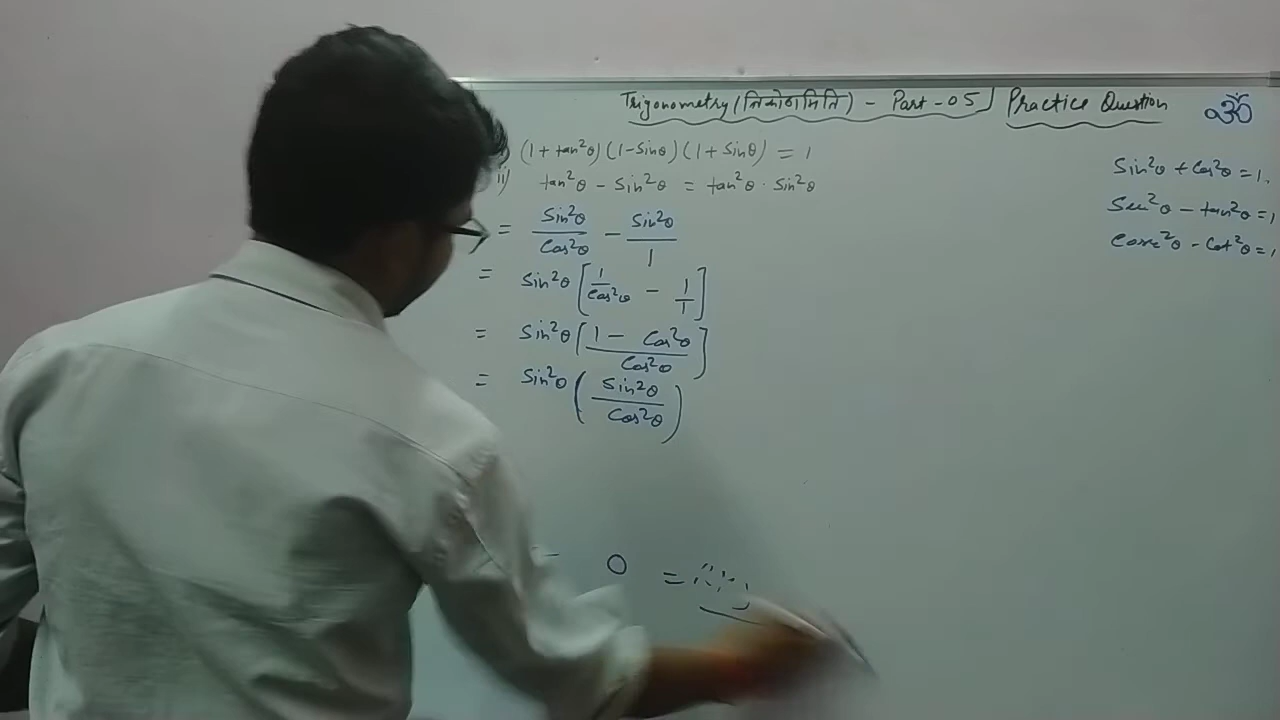 Trigonometry (त्रिकोणमिति) - Part - 05 Practice Question ॐ
(1 + tan²θ) (1 - Sinθ) (1 + Sinθ) = 1
ii) tan²θ - Sin²θ = tan²θ · Sin²θ
= Sin²θ/Cos²θ - Sin²θ/1
= Sin²θ [1/Cos²θ - 1/1]
= Sin²θ [1 - Cos²θ/Cos²θ]
= Sin²θ (Sin²θ/Cos²θ)
0 =
Sin²θ + Cos²θ = 1.
Sec²θ - tan²θ = 1
Cosec²θ - Cot²θ = 1